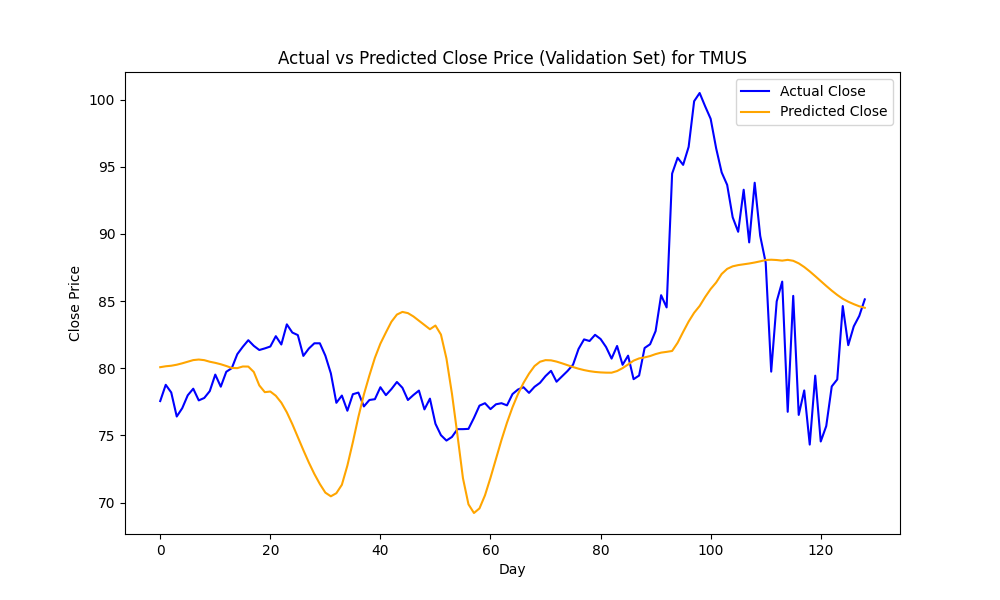 Actual vs Predicted Close Price (Validation Set) for TMUS
Actual Close
Predicted Close
Close Price
100
95
90
85
80
75
70
0 20 40 60 80 100 120
Day